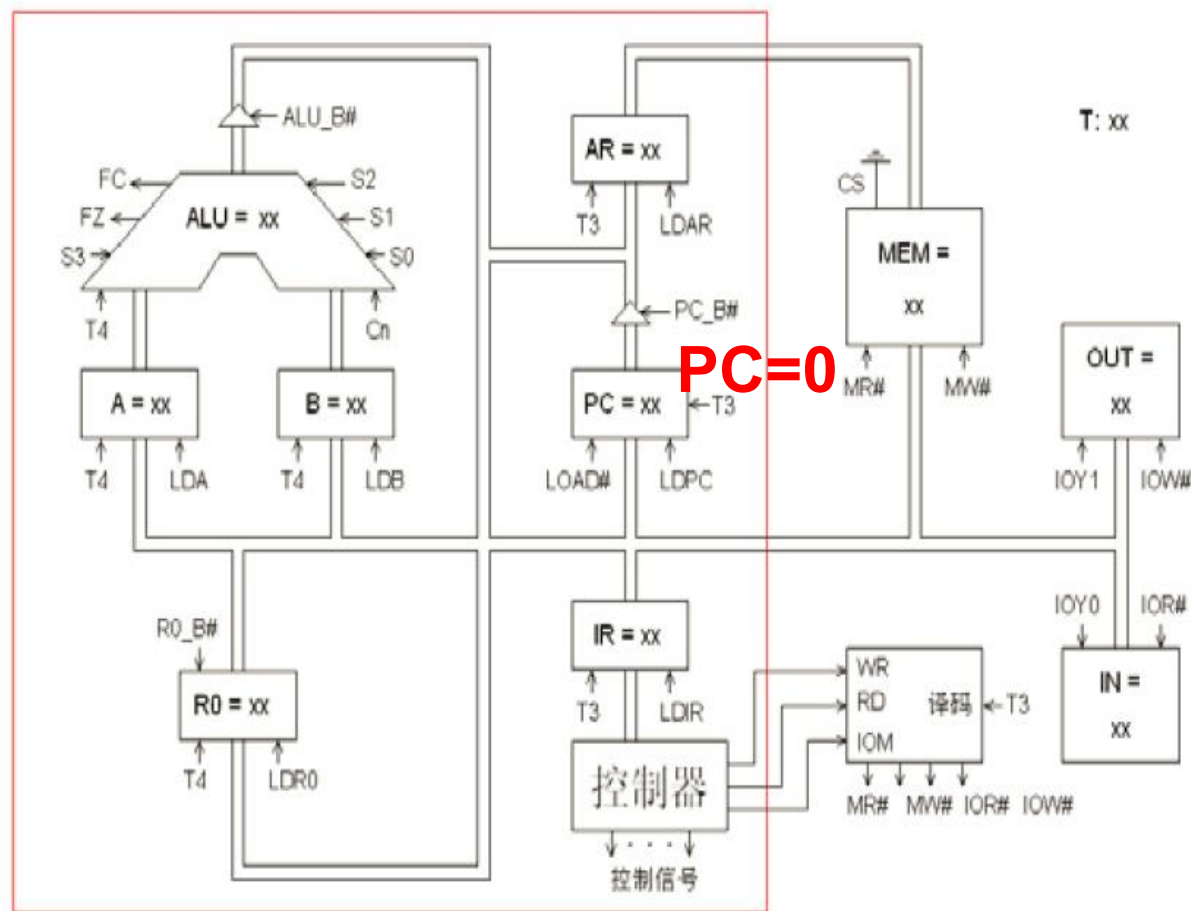 ALU_B#
T: xx
AR = xx
FC
S2
CS
FZ
ALU = xx
S1
T3
LDAR
S3
S0
MEM =
xx
PC_B#
T4
Cn
PC=0
OUT =
xx
A = xx
B = xx
PC = xx
T3
MR#
MW#
T4
LDA
T4
LDB
LOAD#
LDPC
IOY1
IOW#
R0_B#
IR = xx
IOY0
IOR#
R0 = xx
T3
LDIR
WR
RD
IOM
译码
T3
IN =
xx
T4
LDR0
控制器
MR#
MW#
IOR#
IOW#
· · ·
控制信号